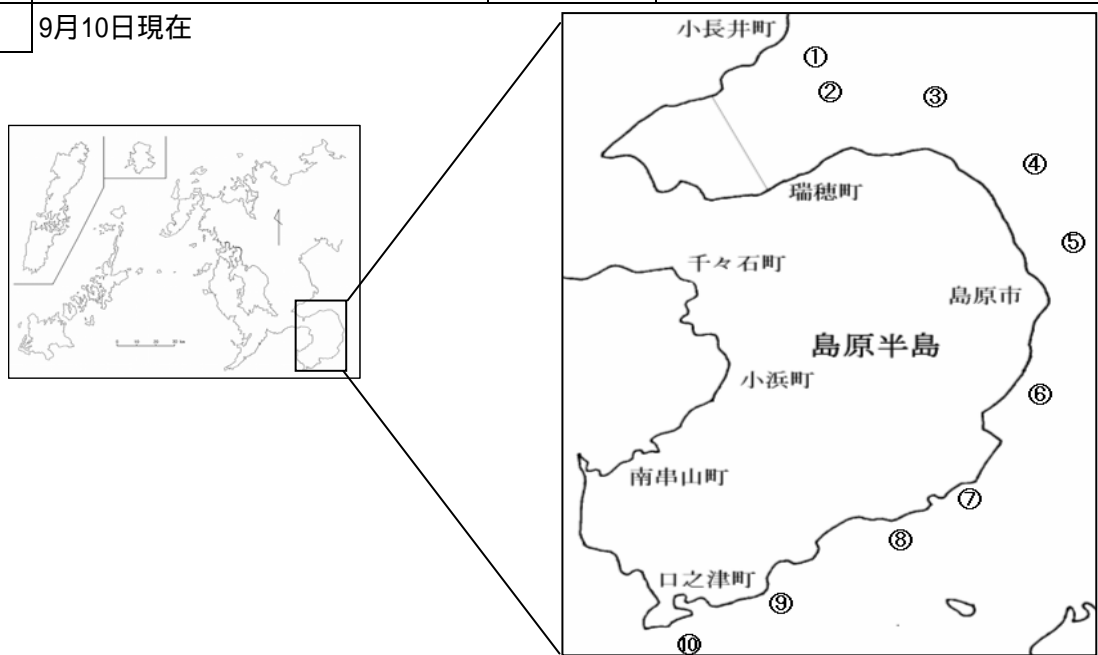 9月10日現在
小長井町
①
②
③
④
瑞穂町
⑤
千々石町
島原市
島原半島
小浜町
⑥
南串山町
⑦
⑧
口之津町
⑨
⑩